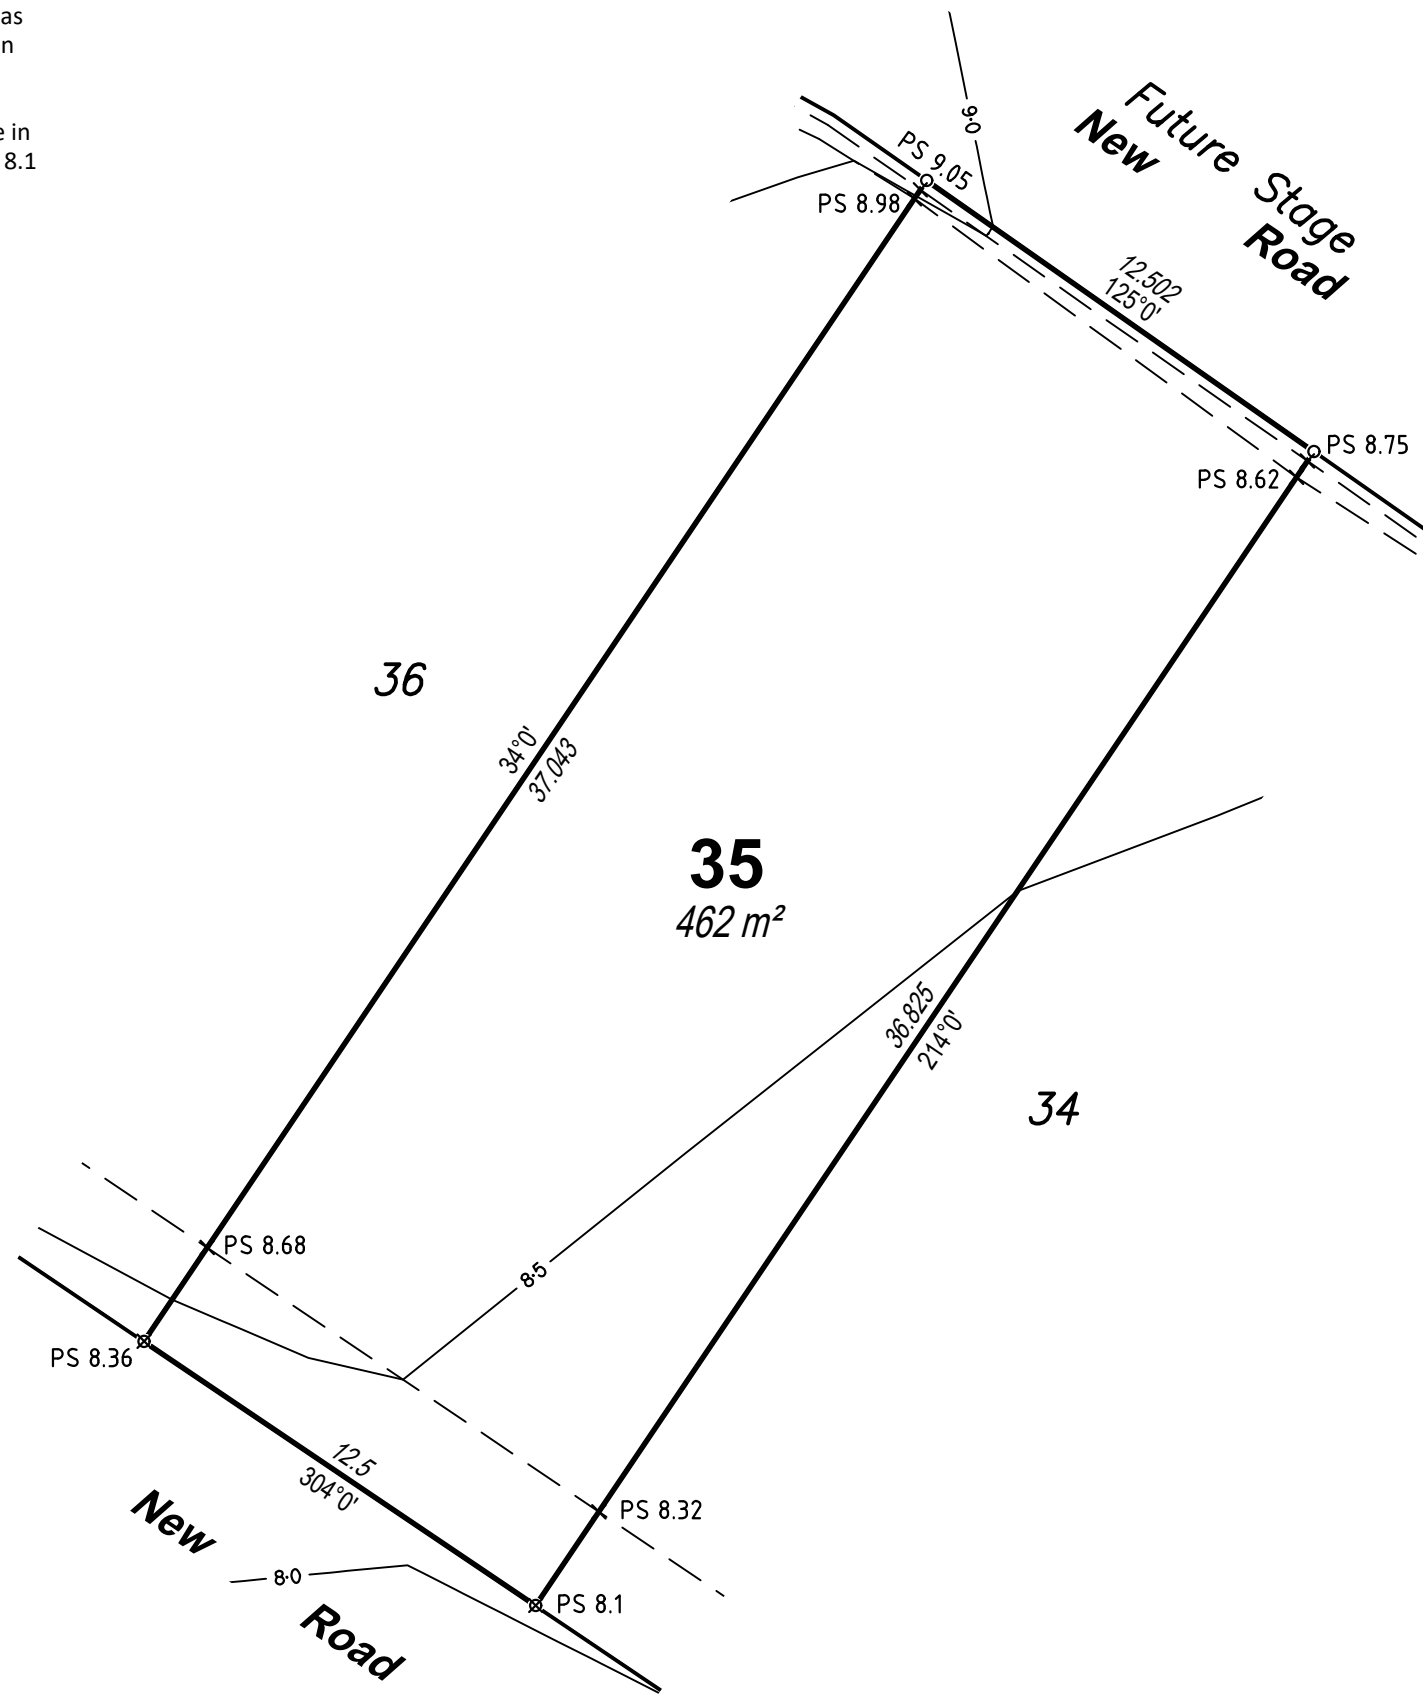 as
n
e in
8.1
9.0
Future Stage
New Road
PS 9.05
PS 8.98
12.502
125°0'
PS 8.75
PS 8.62
36
34°0'
37.043
35
462 m²
36.825
214°0'
34
PS 8.68
8.5
PS 8.36
12.5
304°0'
PS 8.32
New Road
8.0
PS 8.1